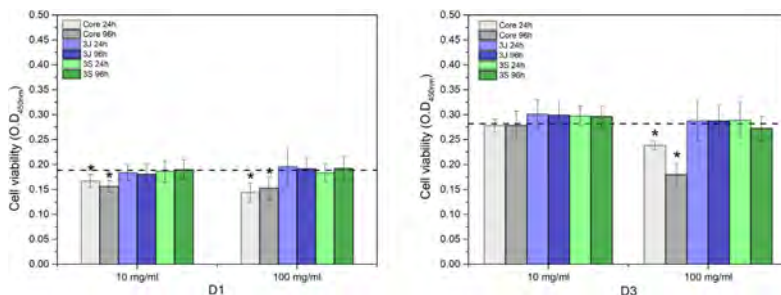 Cell viability (O.D450nm)
0.50
0.45
0.40
0.35
0.30
0.25
0.20
0.15
0.10
0.05
0.00
Core 24h
Core 96h
3J 24h
3J 96h
3S 24h
3S 96h
* * * *
10 mg/ml 100 mg/ml
D1
Cell viability (O.D450nm)
0.50
0.45
0.40
0.35
0.30
0.25
0.20
0.15
0.10
0.05
0.00
Core 24h
Core 96h
3J 24h
3J 96h
3S 24h
3S 96h
* *
10 mg/ml 100 mg/ml
D3